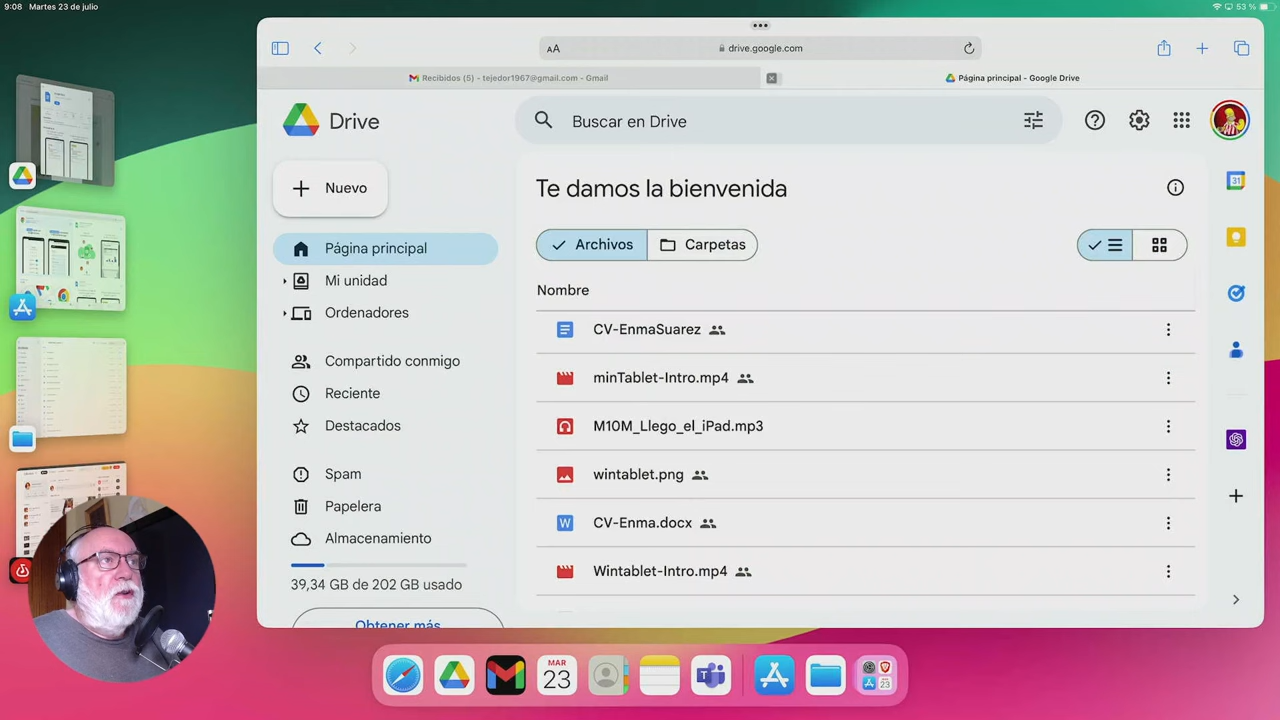 9:08 Martes 23 de julio
53 %
AA
drive.google.com
Recibidos (5) - tejedor1967@gmail.com - Gmail
Página principal - Google Drive
Drive
Buscar en Drive
Nuevo
Te damos la bienvenida
31
Archivos
Carpetas
Página principal
Mi unidad
Ordenadores
Compartido conmigo
Reciente
Destacados
Spam
Papelera
Almacenamiento
39,34 GB de 202 GB usado
Obtener más
Nombre
CV-EnmaSuarez
minTablet-Intro.mp4
M10M_Llego_el_iPad.mp3
wintablet.png
W
CV-Enma.docx
Wintablet-Intro.mp4
MAR
23